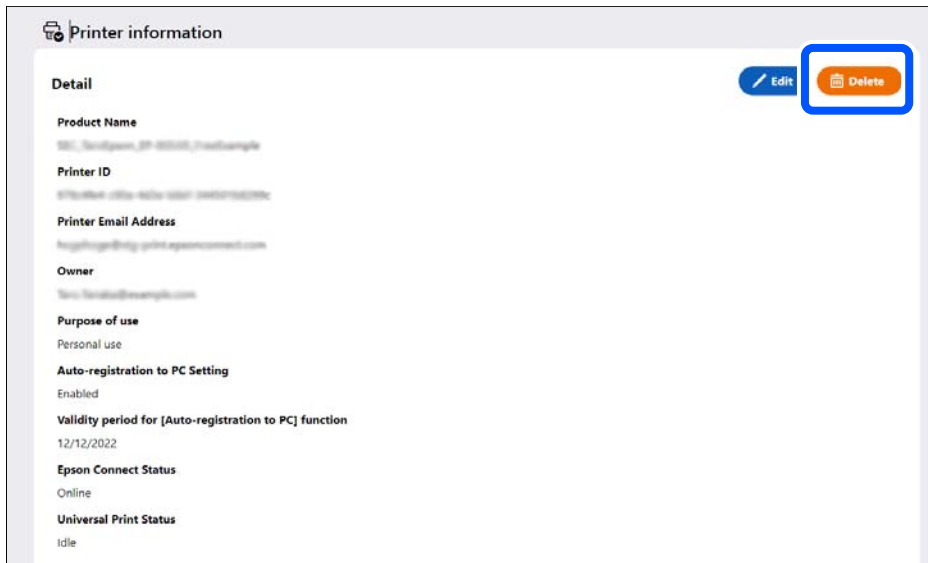 Printer information
Detail
Edit
Delete
Product Name
Printer ID
Printer Email Address
Owner
Purpose of use
Personal use
Auto-registration to PC Setting
Enabled
Validity period for [Auto-registration to PC] function
12/12/2022
Epson Connect Status
Online
Universal Print Status
Idle